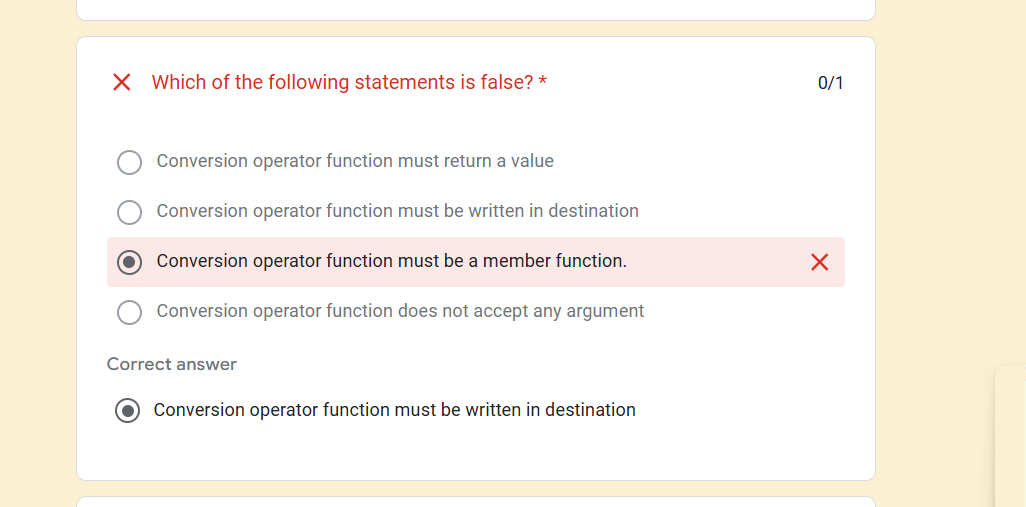 Which of the following statements is false? *
0/1
Conversion operator function must return a value
Conversion operator function must be written in destination
Conversion operator function must be a member function.
Conversion operator function does not accept any argument
Correct answer
Conversion operator function must be written in destination